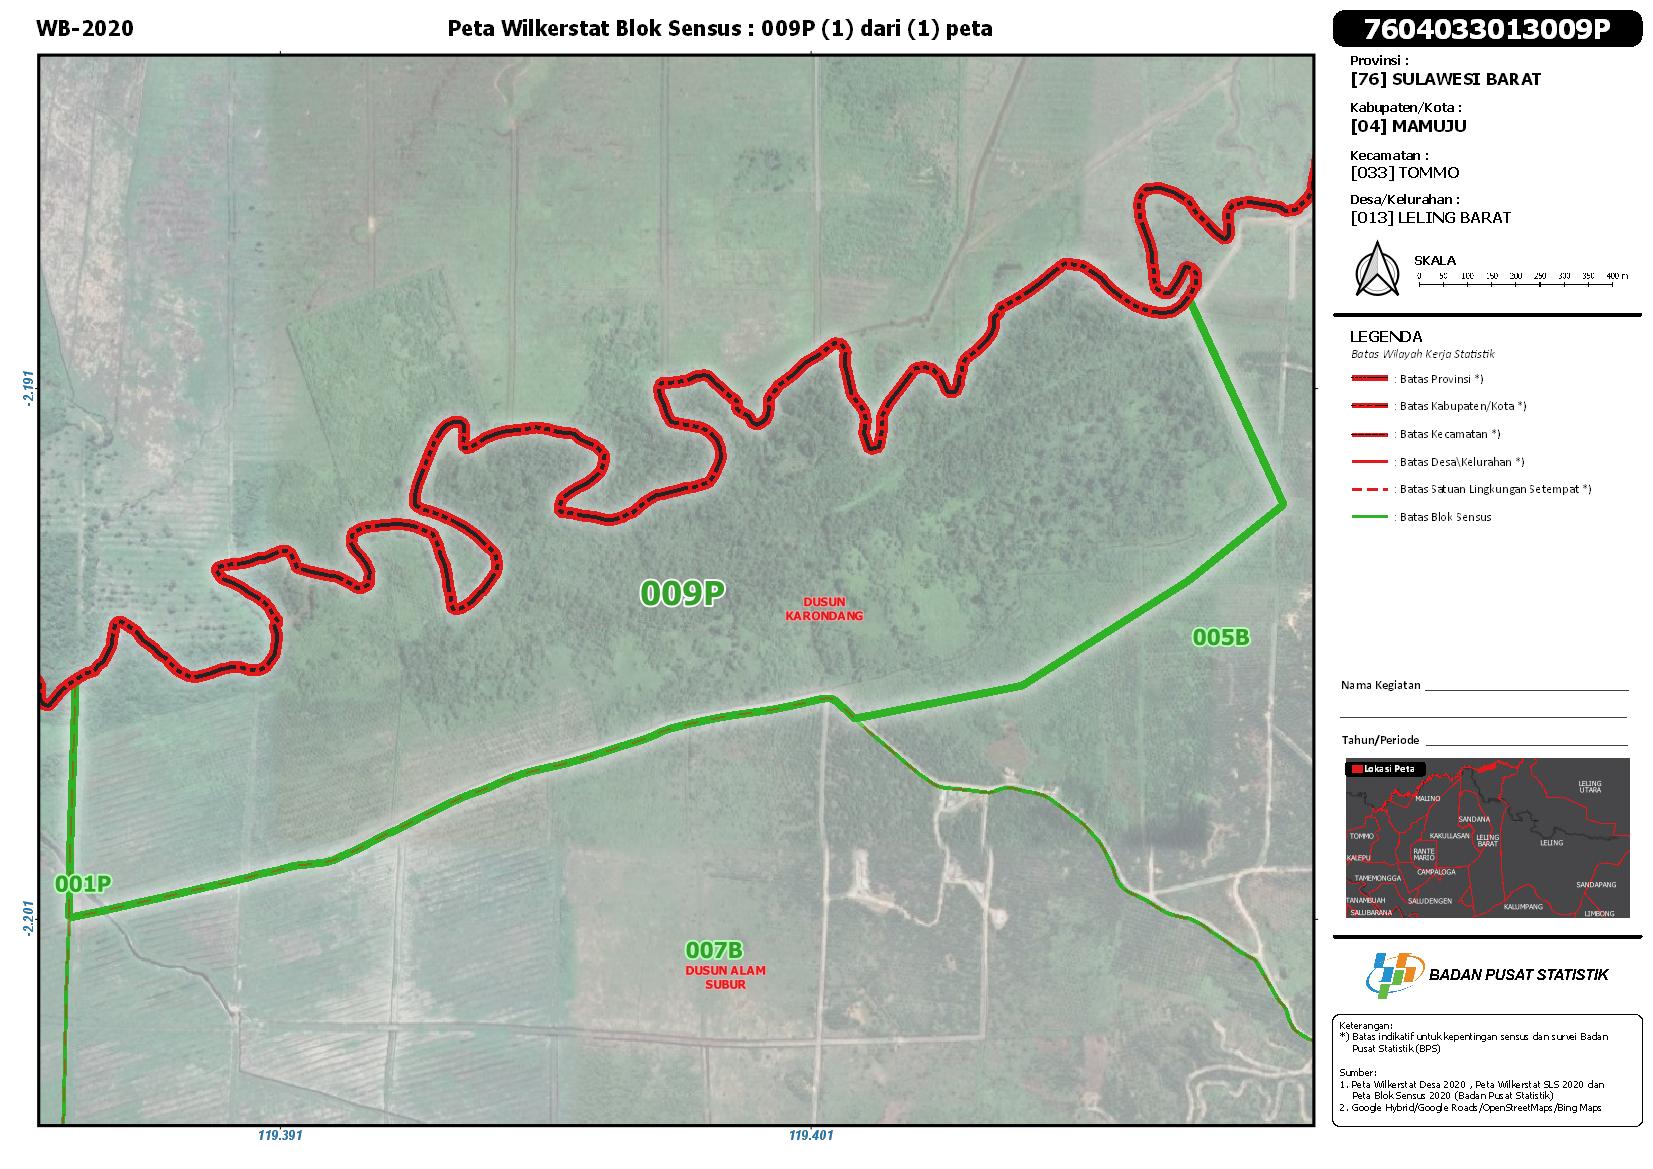 WB-2020
Peta Wilkerstat Blok Sensus : 009P (1) dari (1) peta
7604033013009P
Provinsi :
[76] SULAWESI BARAT
Kabupaten/Kota :
[04] MAMUJU
Kecamatan :
[033] TOMMO
Desa/Kelurahan :
[013] LELING BARAT
SKALA
0 50 100 150 200 250 300 350 400 m
LEGENDA
Batas Wilayah Kerja Statistik
: Batas Provinsi *)
: Batas Kabupaten/Kota *)
: Batas Kecamatan *)
: Batas Desa\Kelurahan *)
: Batas Satuan Lingkungan Setempat *)
: Batas Blok Sensus
-2.191
009P
DUSUN
KARONDANG
005B
001P
-2.201
007B
DUSUN ALAM
SUBUR
119.391
119.401
Nama Kegiatan
Tahun/Periode
Lokasi Peta
LELING
UTARA
MALINO
SANDANA
TOMMO
KAKULLASAN
LELING
BARAT
LELING
RANTE
MARIO
KALEPU
CAMPALOGA
TAMEMONGGA
SANDAPANG
TANAMBUAH
SALUDENGEN
KALUMPANG
SALUBARANA
LIMBONG
BADAN PUSAT STATISTIK
Keterangan:
*) Batas indikatif untuk kepentingan sensus dan survei Badan
Pusat Statistik (BPS)
Sumber:
1. Peta Wilkerstat Desa 2020 , Peta Wilkerstat SLS 2020 dan
Peta Blok Sensus 2020 (Badan Pusat Statistik)
2. Google Hybrid/Google Roads/OpenStreetMaps/Bing Maps